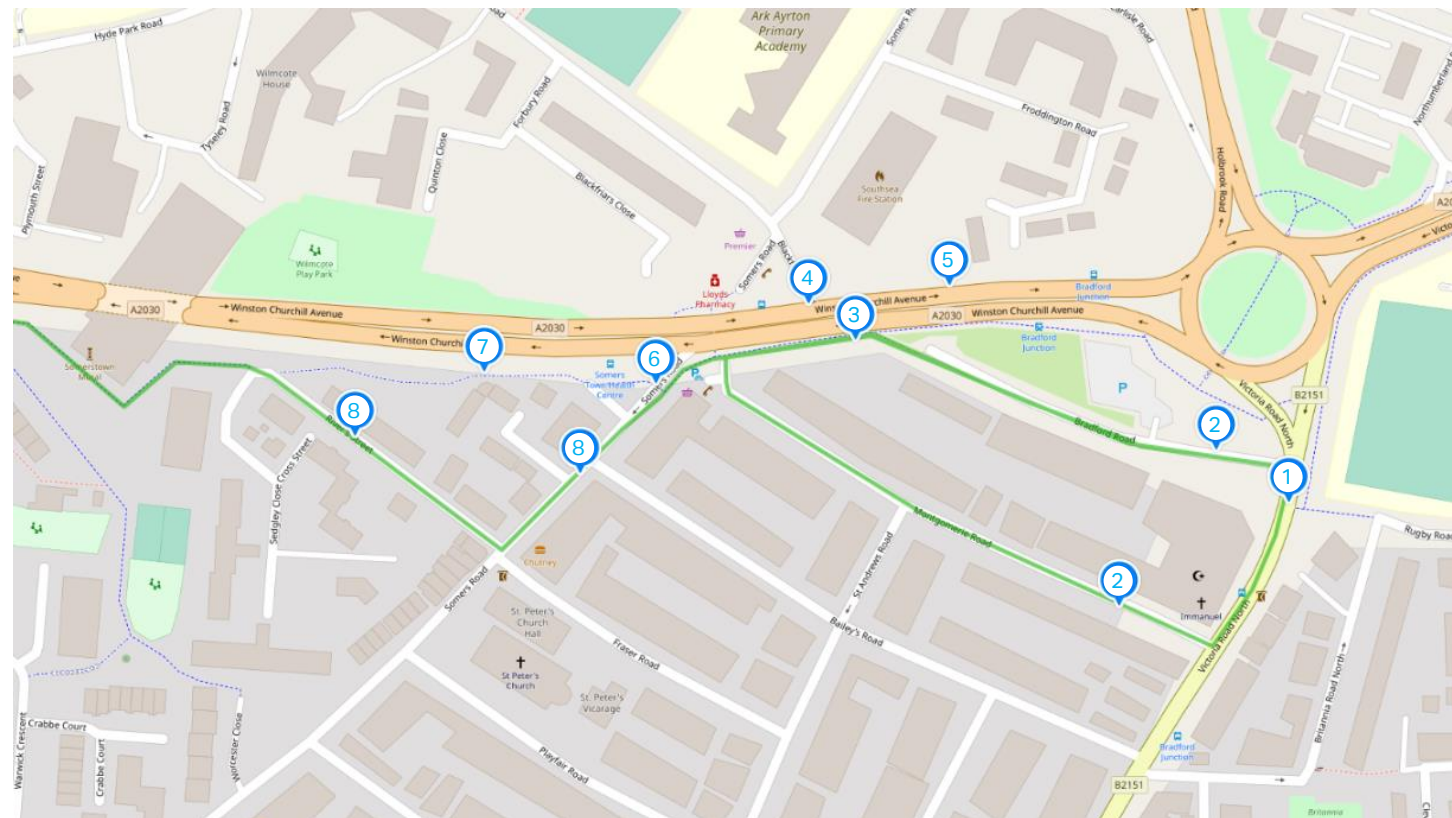 Hyde Park Road
Wilmcote
House
Tyseley Road
Plymouth Street
Quinton Close
Forbury Road
Blackfriars Close
Ark Ayrton
Primary
Academy
Froddington Road
Southsea
Fire Station
Holbrook Road
Wilmcote
Play Park
Premier
Lloyds
Pharmacy
Somers Road
4
5
Bradford
Junction
A2030
Winston Churchill Avenue
A2030
Winston Churchill Avenue
A2030
Winston Churchill Avenue
3
7
6
Somers
Town Health
Centre
Somers Road
P
Bradford
Junction
P
B2151
Victoria Road North
Bradford Road
2
1
8
8
River's Street
Sedgley Close Cross Street
Montgomerie Road
St Andrews Road
2
Immanuel
Victoria Road North
Rugby Road
Chutney
Somers Road
St. Peter's
Church
Hall
St Peter's
Church
St. Peter's
Vicarage
Fraser Road
Bailey's Road
Playfair Road
Crabbe Court
Crabbe Court
Warwick Crescent
Worcester Close
Bradford
Junction
B2151
Britannia Road North
Britannia